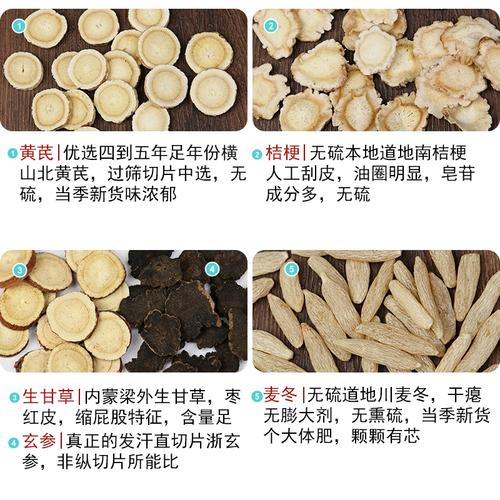 1
2
1 黄芪|优选四到五年足年份横
山北黄芪，过筛切片中选，无
硫，当季新货味浓郁
2 桔梗|无硫本地道地南桔梗
人工刮皮，油圈明显，皂苷
成分多，无硫
3
4
5
3 生甘草|内蒙梁外生甘草，枣
红皮，缩屁股特征，含量足
4 玄参|真正的发汗直切片浙玄
参，非纵切片所能比
5 麦冬|无硫道地川麦冬，干瘪
无膨大剂，无熏硫，当季新货
个大体肥，颗颗有芯